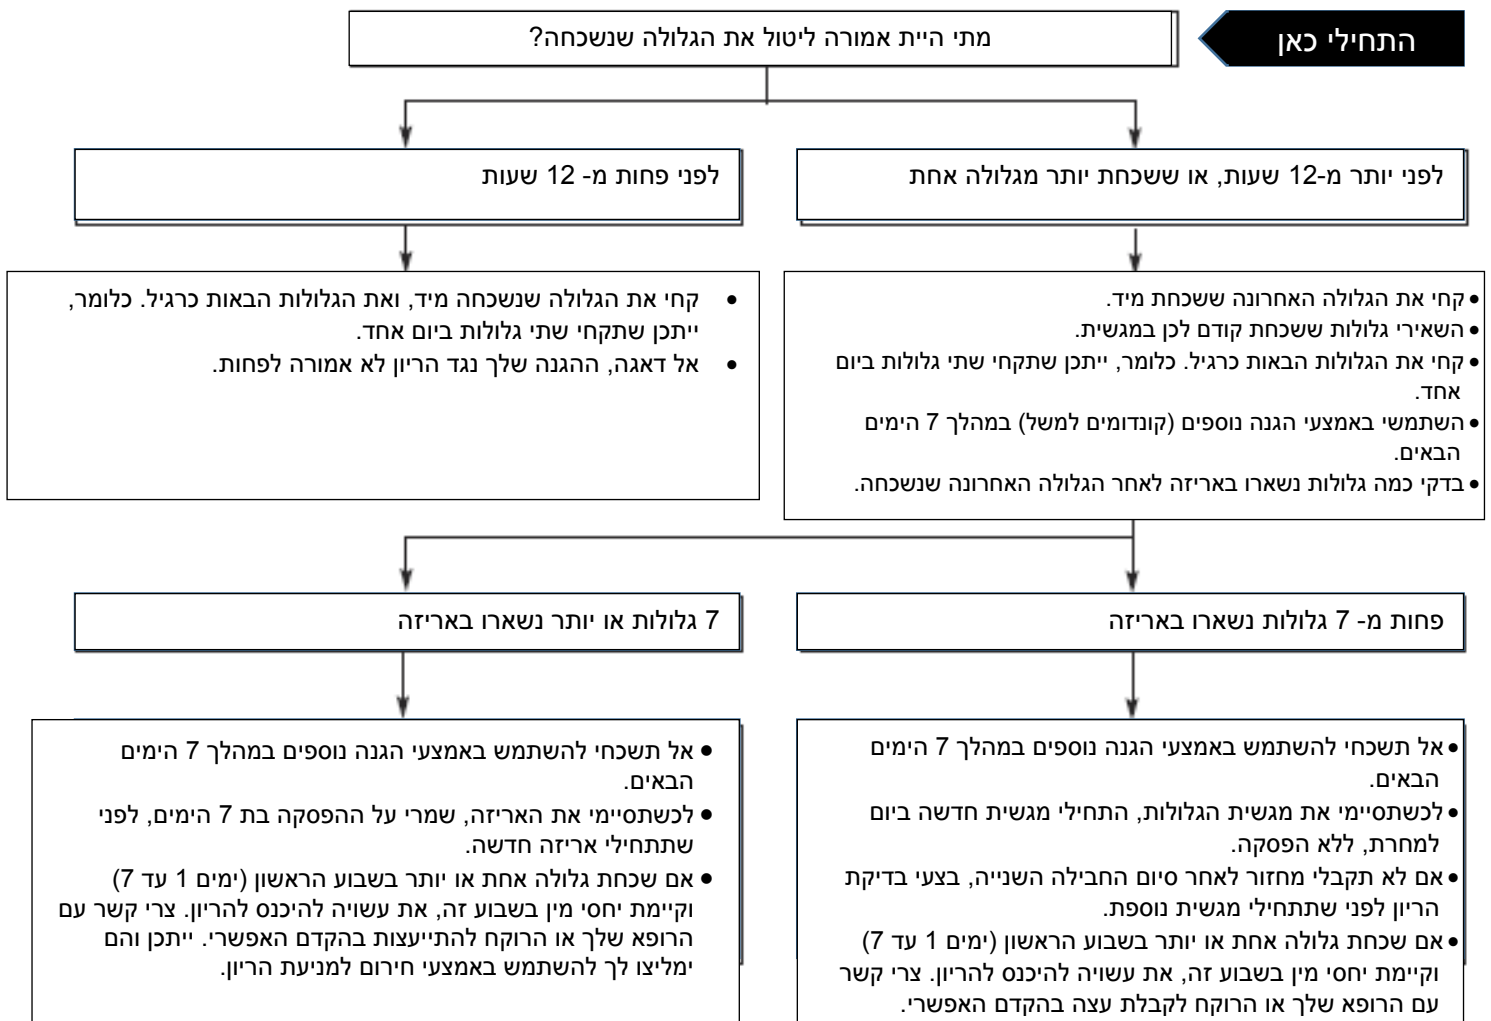 התחילי כאן
מתי היית אמורה ליטול את הגלולה שנשכחה?
לפני יותר מ-12 שעות, או ששכחת יותר מגלולה אחת
לפני פחות מ- 12 שעות
• קחי את הגלולה האחרונה ששכחת מיד.
• השאירי גלולות ששכחת קודם לכן במגשית.
• קחי את הגלולות הבאות כרגיל. כלומר, ייתכן שתקחי שתי גלולות ביום
אחד.
• השתמשי באמצעי הגנה נוספים (קונדומים למשל) במהלך 7 הימים
הבאים.
• בדקי כמה גלולות נשארו באריזה לאחר הגלולה האחרונה שנשכחה.
• קחי את הגלולה שנשכחה מיד, ואת הגלולות הבאות כרגיל. כלומר,
ייתכן שתקחי שתי גלולות ביום אחד.
• אל דאגה, ההגנה שלך נגד הריון לא אמורה לפחות.
פחות מ- 7 גלולות נשארו באריזה
7 גלולות או יותר נשארו באריזה
• אל תשכחי להשתמש באמצעי הגנה נוספים במהלך 7 הימים
הבאים.
• לכשתסיימי את מגשית הגלולות, התחילי מגשית חדשה ביום
למחרת, ללא הפסקה.
• אם לא תקבלי מחזור לאחר סיום החבילה השנייה, בצעי בדיקת
הריון לפני שתתחילי מגשית נוספת.
• אם שכחת גלולה אחת או יותר בשבוע הראשון (ימים 1 עד 7)
וקיימת יחסי מין בשבוע זה, את עשויה להיכנס להריון. צרי קשר
עם הרופא שלך או הרוקח לקבלת עצה בהקדם האפשרי.
• אל תשכחי להשתמש באמצעי הגנה נוספים במהלך 7 הימים
הבאים.
• לכשתסיימי את האריזה, שמרי על ההפסקה בת 7 הימים, לפני
שתתחילי אריזה חדשה.
• אם שכחת גלולה אחת או יותר בשבוע הראשון (ימים 1 עד 7)
וקיימת יחסי מין בשבוע זה, את עשויה להיכנס להריון. צרי קשר עם
הרופא שלך או הרוקח להתייעצות בהקדם האפשרי. ייתכן והם
ימליצו לך להשתמש באמצעי חירום למניעת הריון.